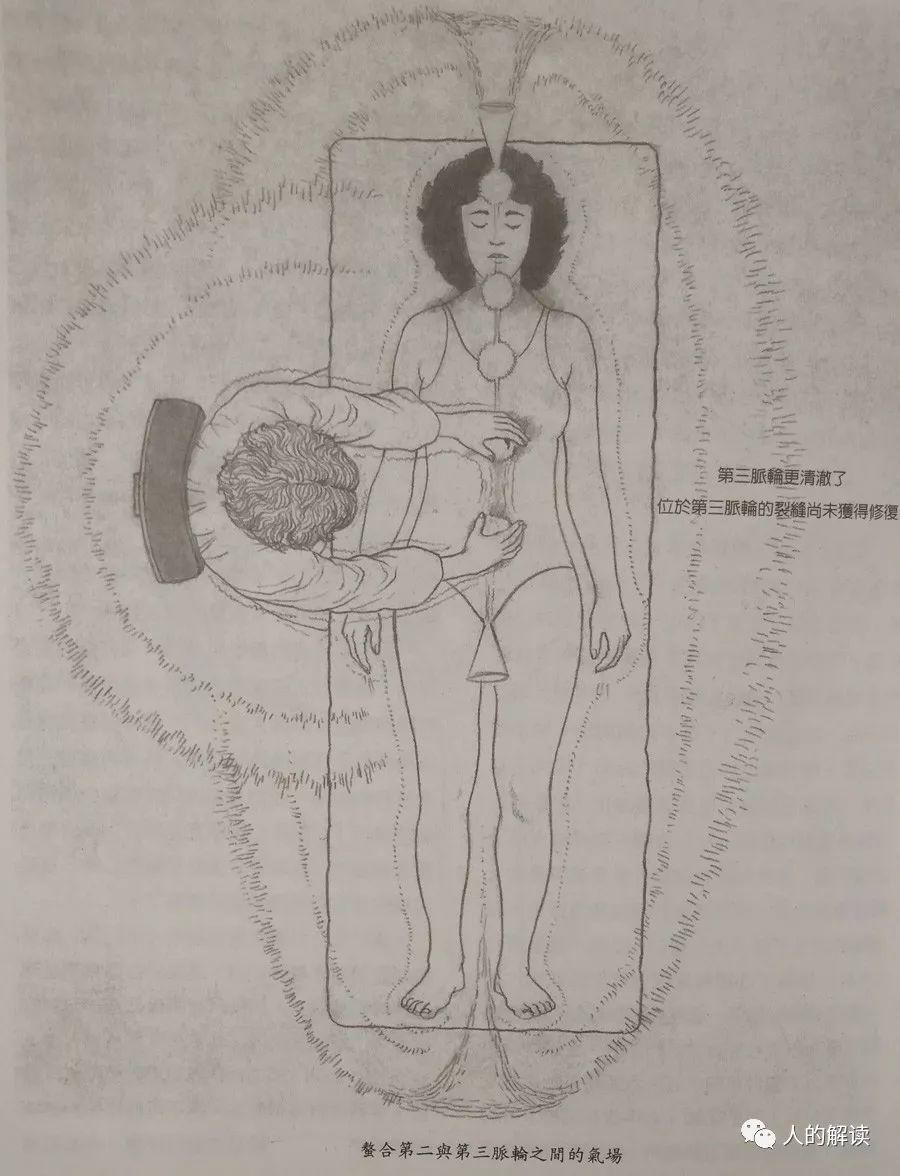 第三脈輪更清澈了
位於第三脈輪的裂縫尚未獲得修復
螯合第二與第三脈輪之間的氣場
人的解读